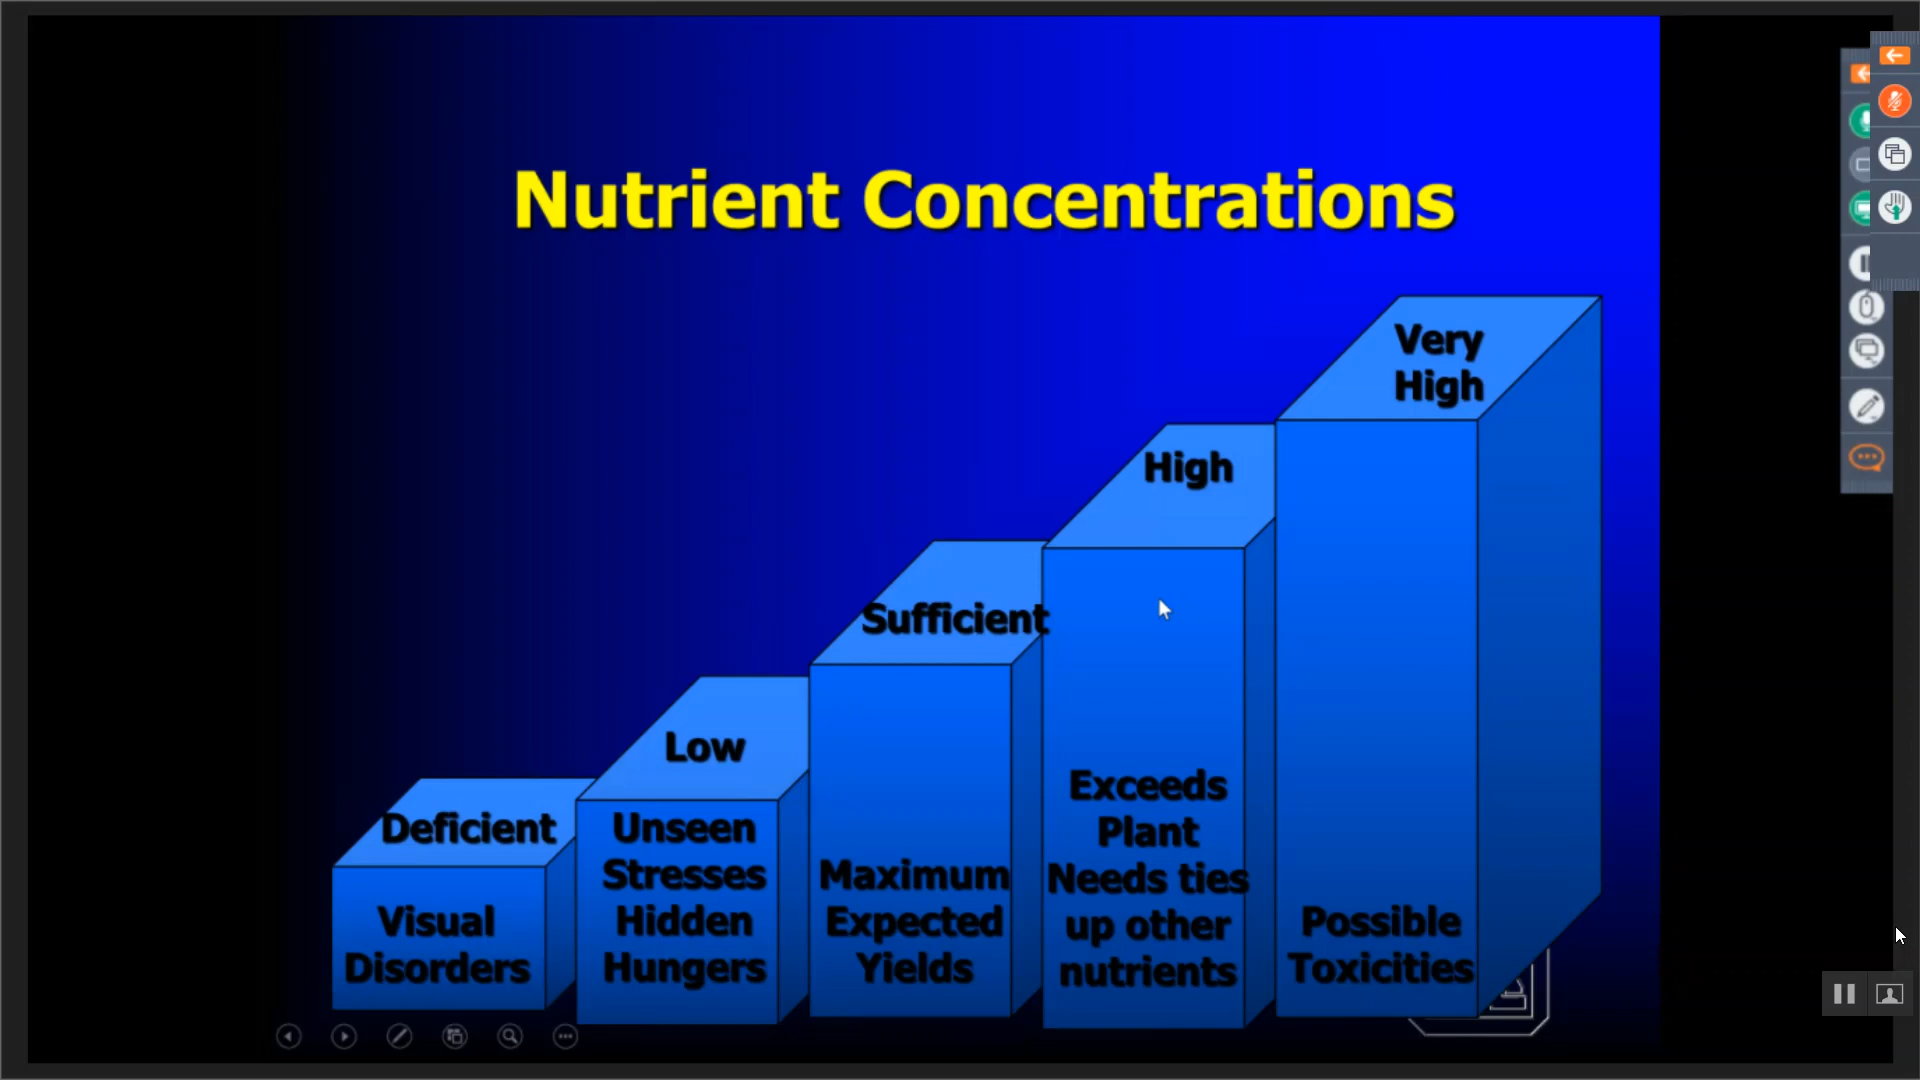 Nutrient Concentrations
Very
High
High
Sufficient
Low
Deficient
Visual
Disorders
Unseen
Stresses
Hidden
Hungers
Maximum
Expected
Yields
Exceeds
Plant
Needs ties
up other
nutrients
Possible
Toxicities